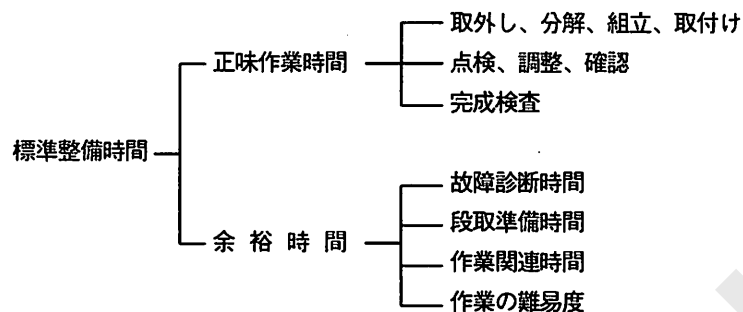 取外し、分解、組立、取付け
正味作業時間
点検、調整、確認
完成検査
標準整備時間
故障診断時間
段取準備時間
余裕時間
作業関連時間
作業の難易度